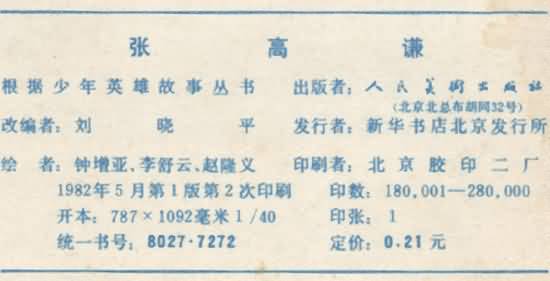 张高谦
根据少年英雄故事丛书
改编者：刘晓平
绘者：钟增亚、李舒云、赵隆义
1982年5月第1版第2次印刷
开本：787×1092毫米1/40
统一书号：8027·7272
出版者：人民美术出版社
（北京北总布胡同32号）
发行者：新华书店北京发行所
印刷者：北京胶印二厂
印数：180,001—280,000
印张：1
定价：0.21元